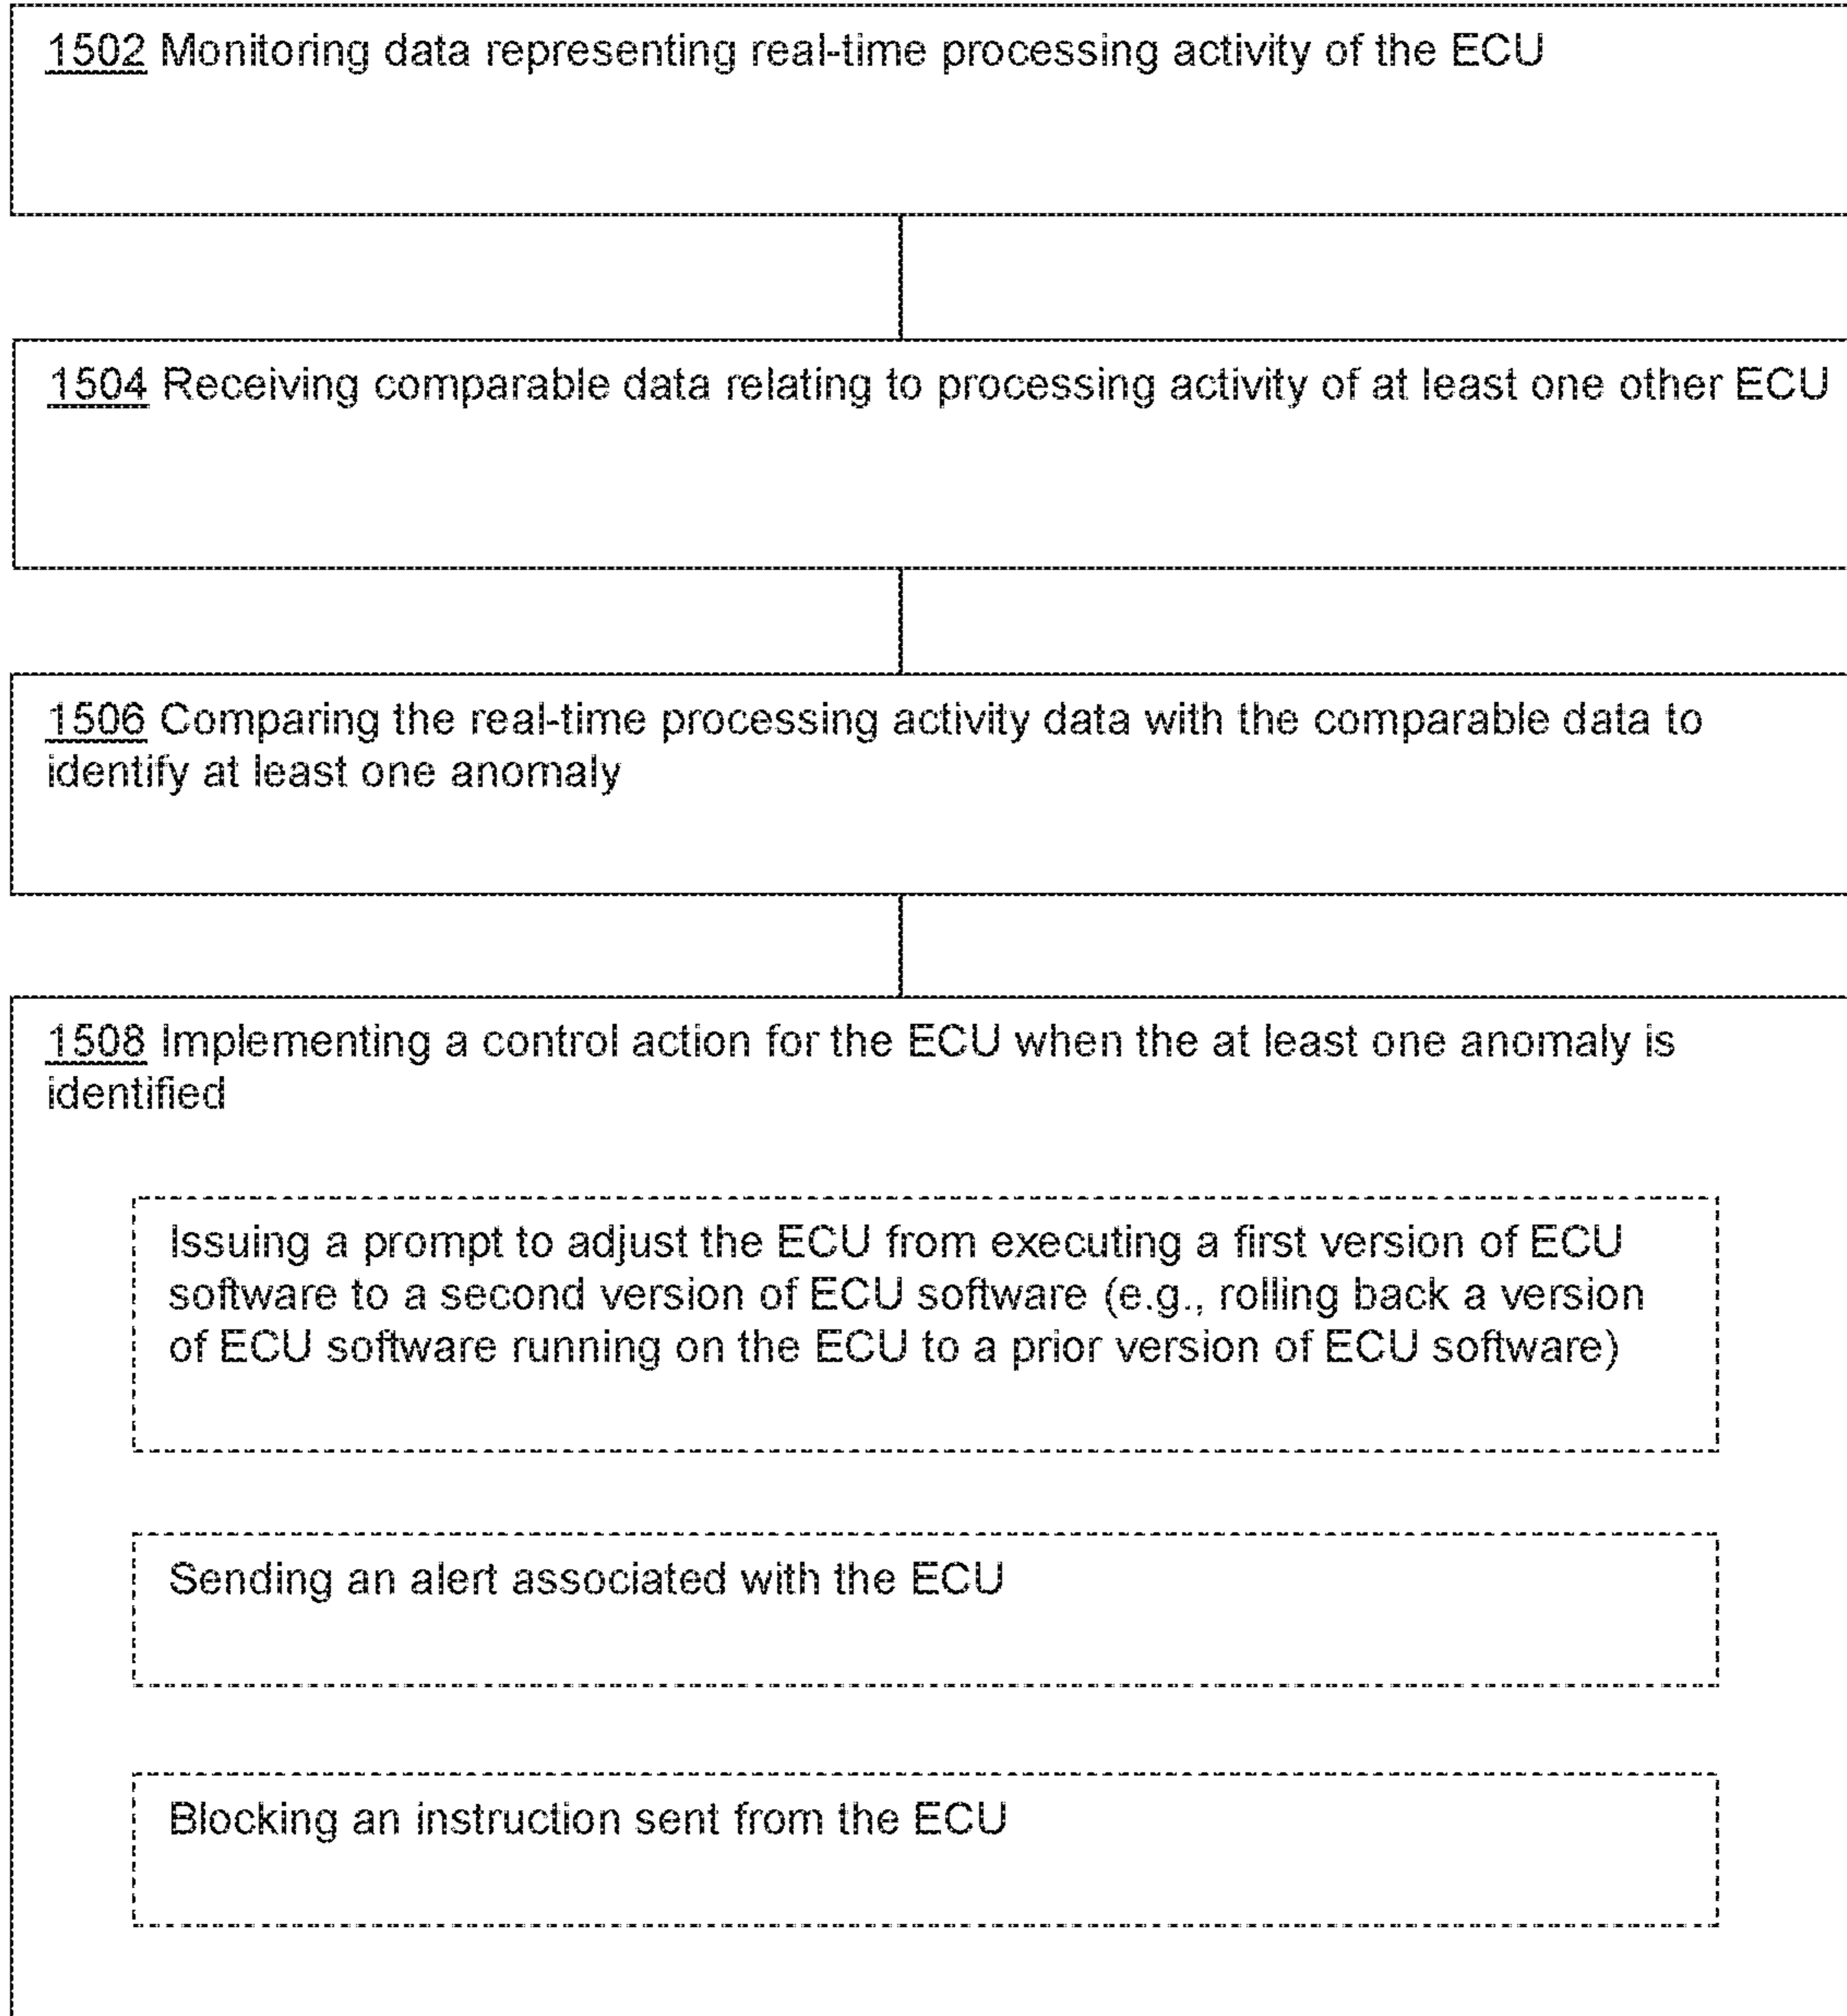 1502 Monitoring data representing real-time processing activity of the ECU
1504 Receiving comparable data relating to processing activity of at least one other ECU
1506 Comparing the real-time processing activity data with the comparable data to
identify at least one anomaly
1508 Implementing a control action for the ECU when the at least one anomaly is
identified
Issuing a prompt to adjust the ECU from executing a first version of ECU
software to a second version of ECU software (e.g., rolling back a version
of ECU software running on the ECU to a prior version of ECU software)
Sending an alert associated with the ECU
Blocking an instruction sent from the ECU